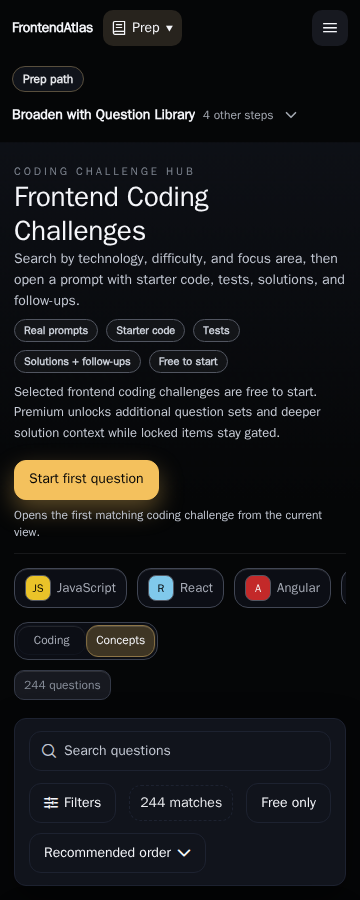 FrontendAtlas
Prep
Prep path
Broaden with Question Library 4 other steps
CODING CHALLENGE HUB
Frontend Coding
Challenges
Search by technology, difficulty, and focus area, then
open a prompt with starter code, tests, solutions, and
follow-ups.
Real prompts Starter code Tests
Solutions + follow-ups Free to start
Selected frontend coding challenges are free to start.
Premium unlocks additional question sets and deeper
solution context while locked items stay gated.
Start first question
Opens the first matching coding challenge from the current
view.
JS JavaScript R React A Angular
Coding Concepts
244 questions
Search questions
Filters 244 matches Free only
Recommended order